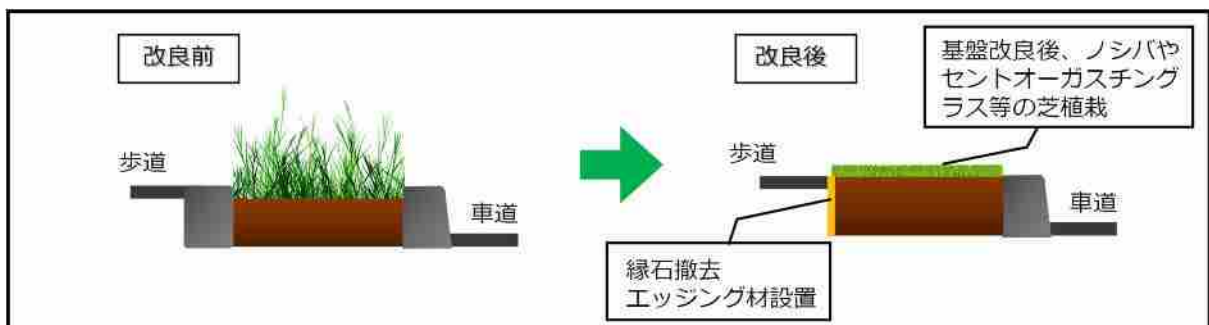 改良前
歩道
車道
改良後
基盤改良後、ノシバや
セントオーガスチング
ラス等の芝植栽
歩道
車道
縁石撤去
エッジング材設置